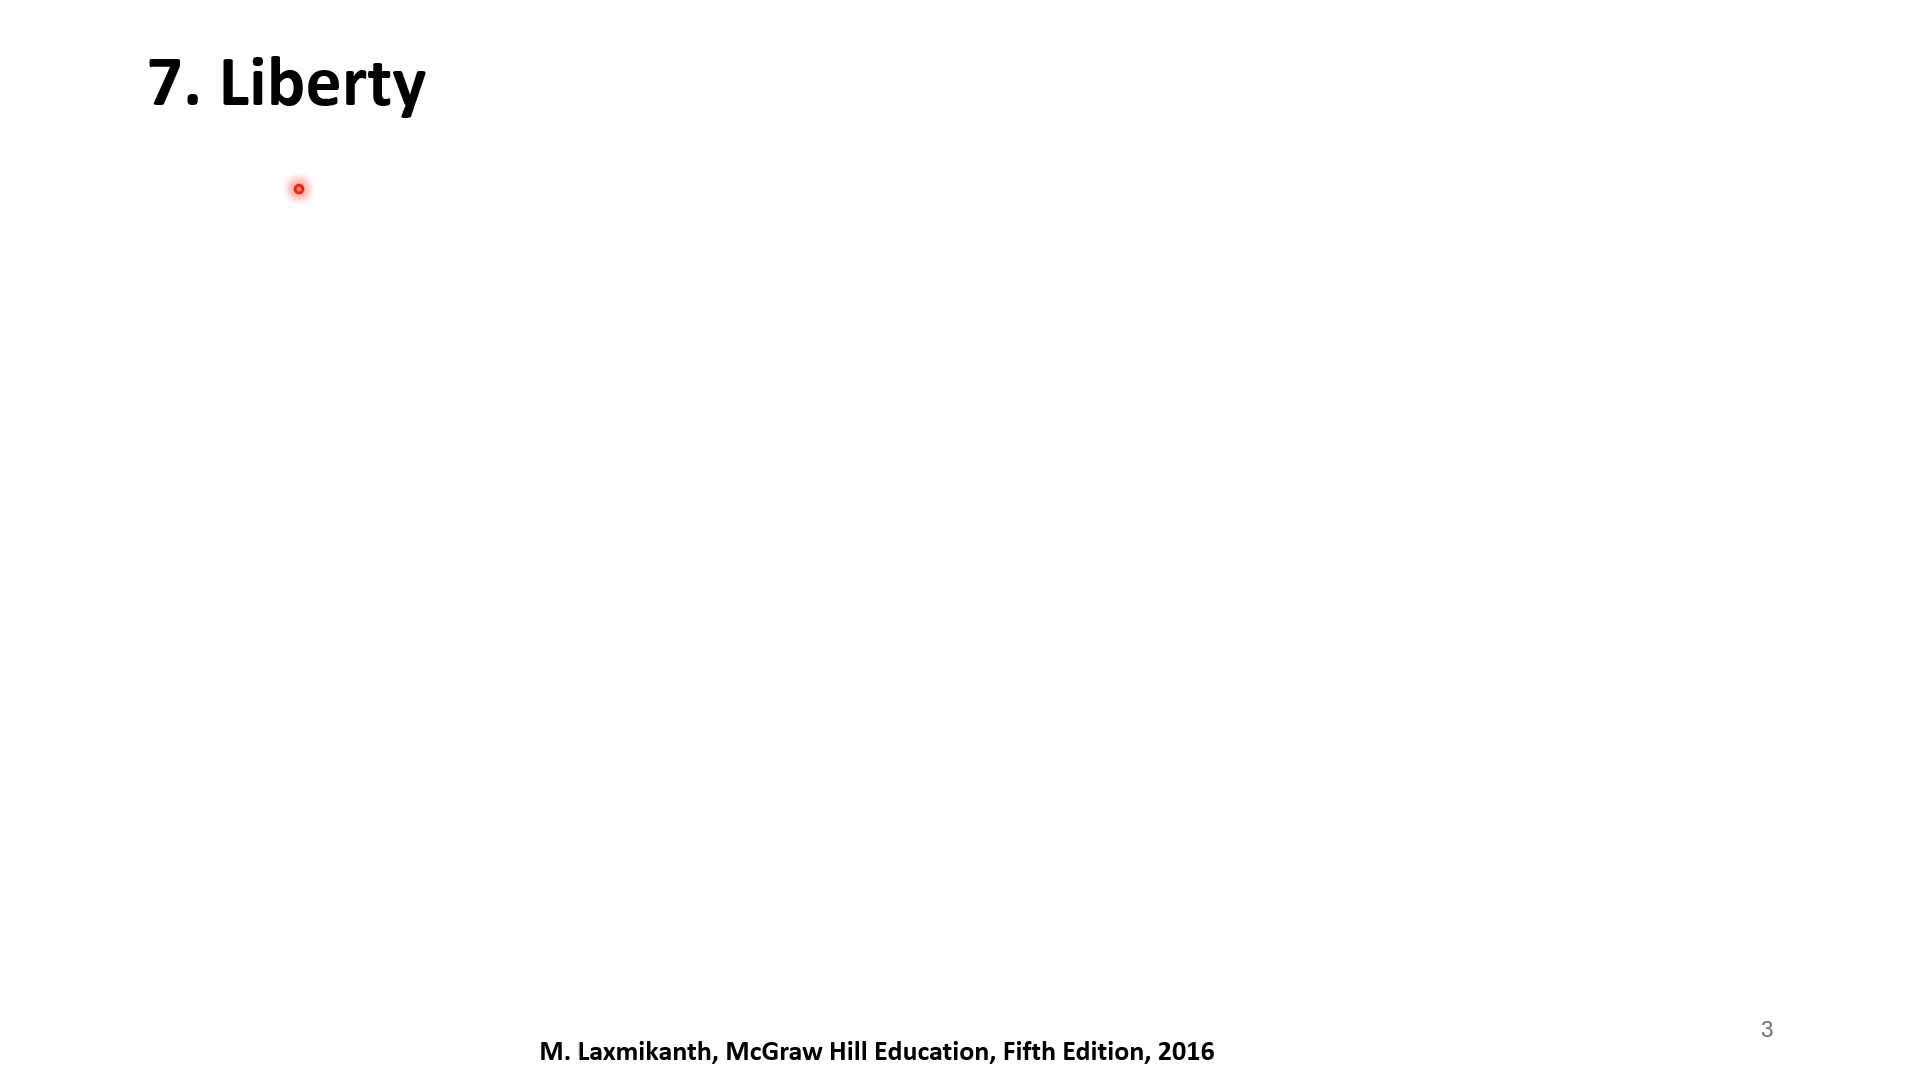 7. Liberty
M. Laxmikanth, McGraw Hill Education, Fifth Edition, 2016
3